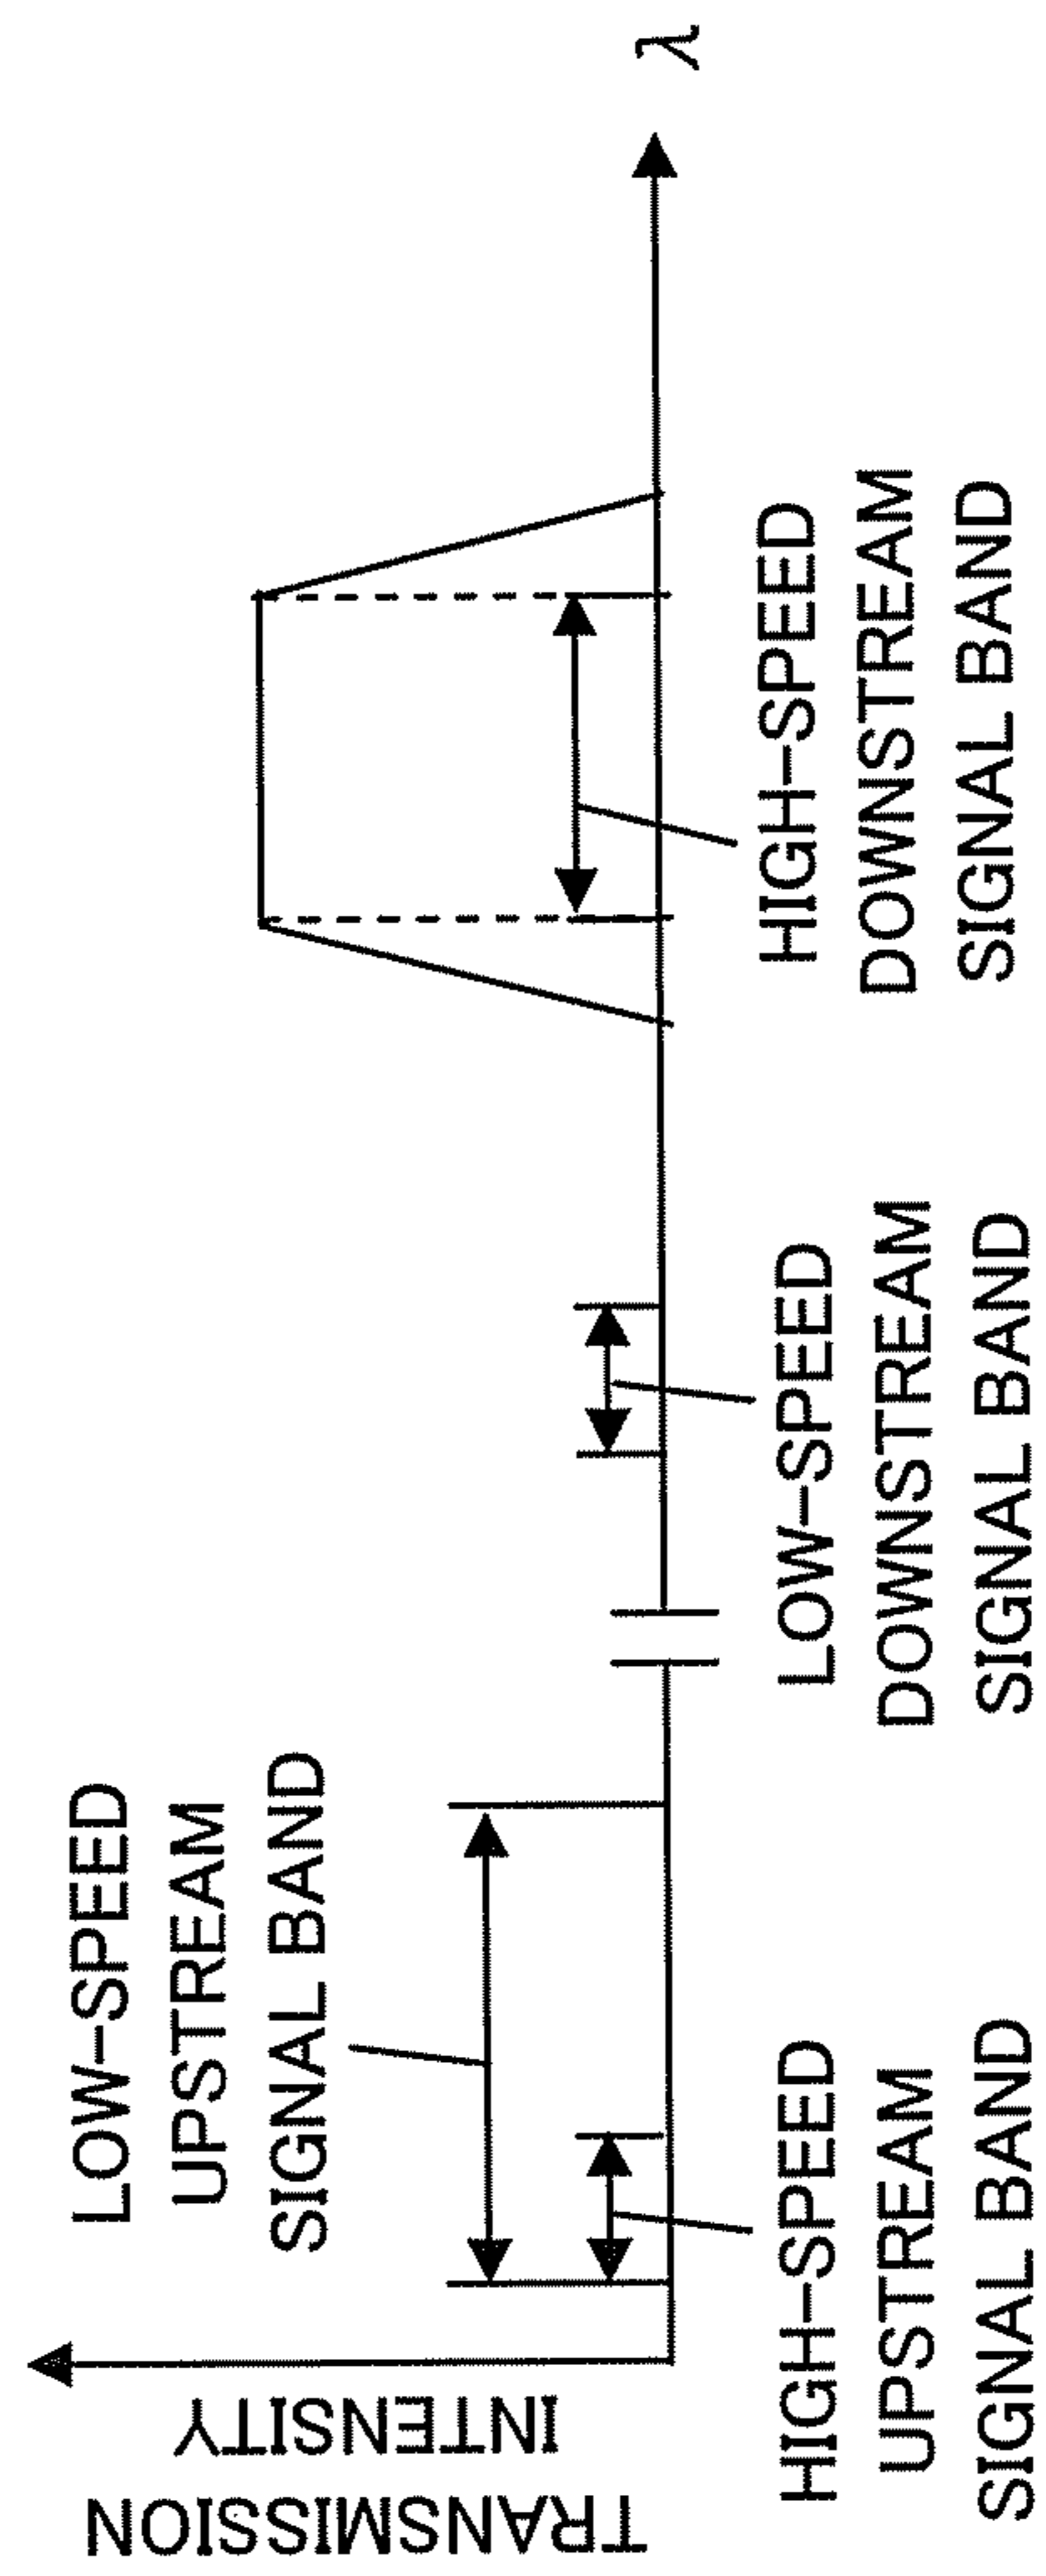 TRANSMISSION
INTENSITY
LOW-SPEED
UPSTREAM
SIGNAL BAND
λ
HIGH-SPEED
UPSTREAM
SIGNAL BAND
LOW-SPEED
DOWNSTREAM
SIGNAL BAND
HIGH-SPEED
DOWNSTREAM
SIGNAL BAND